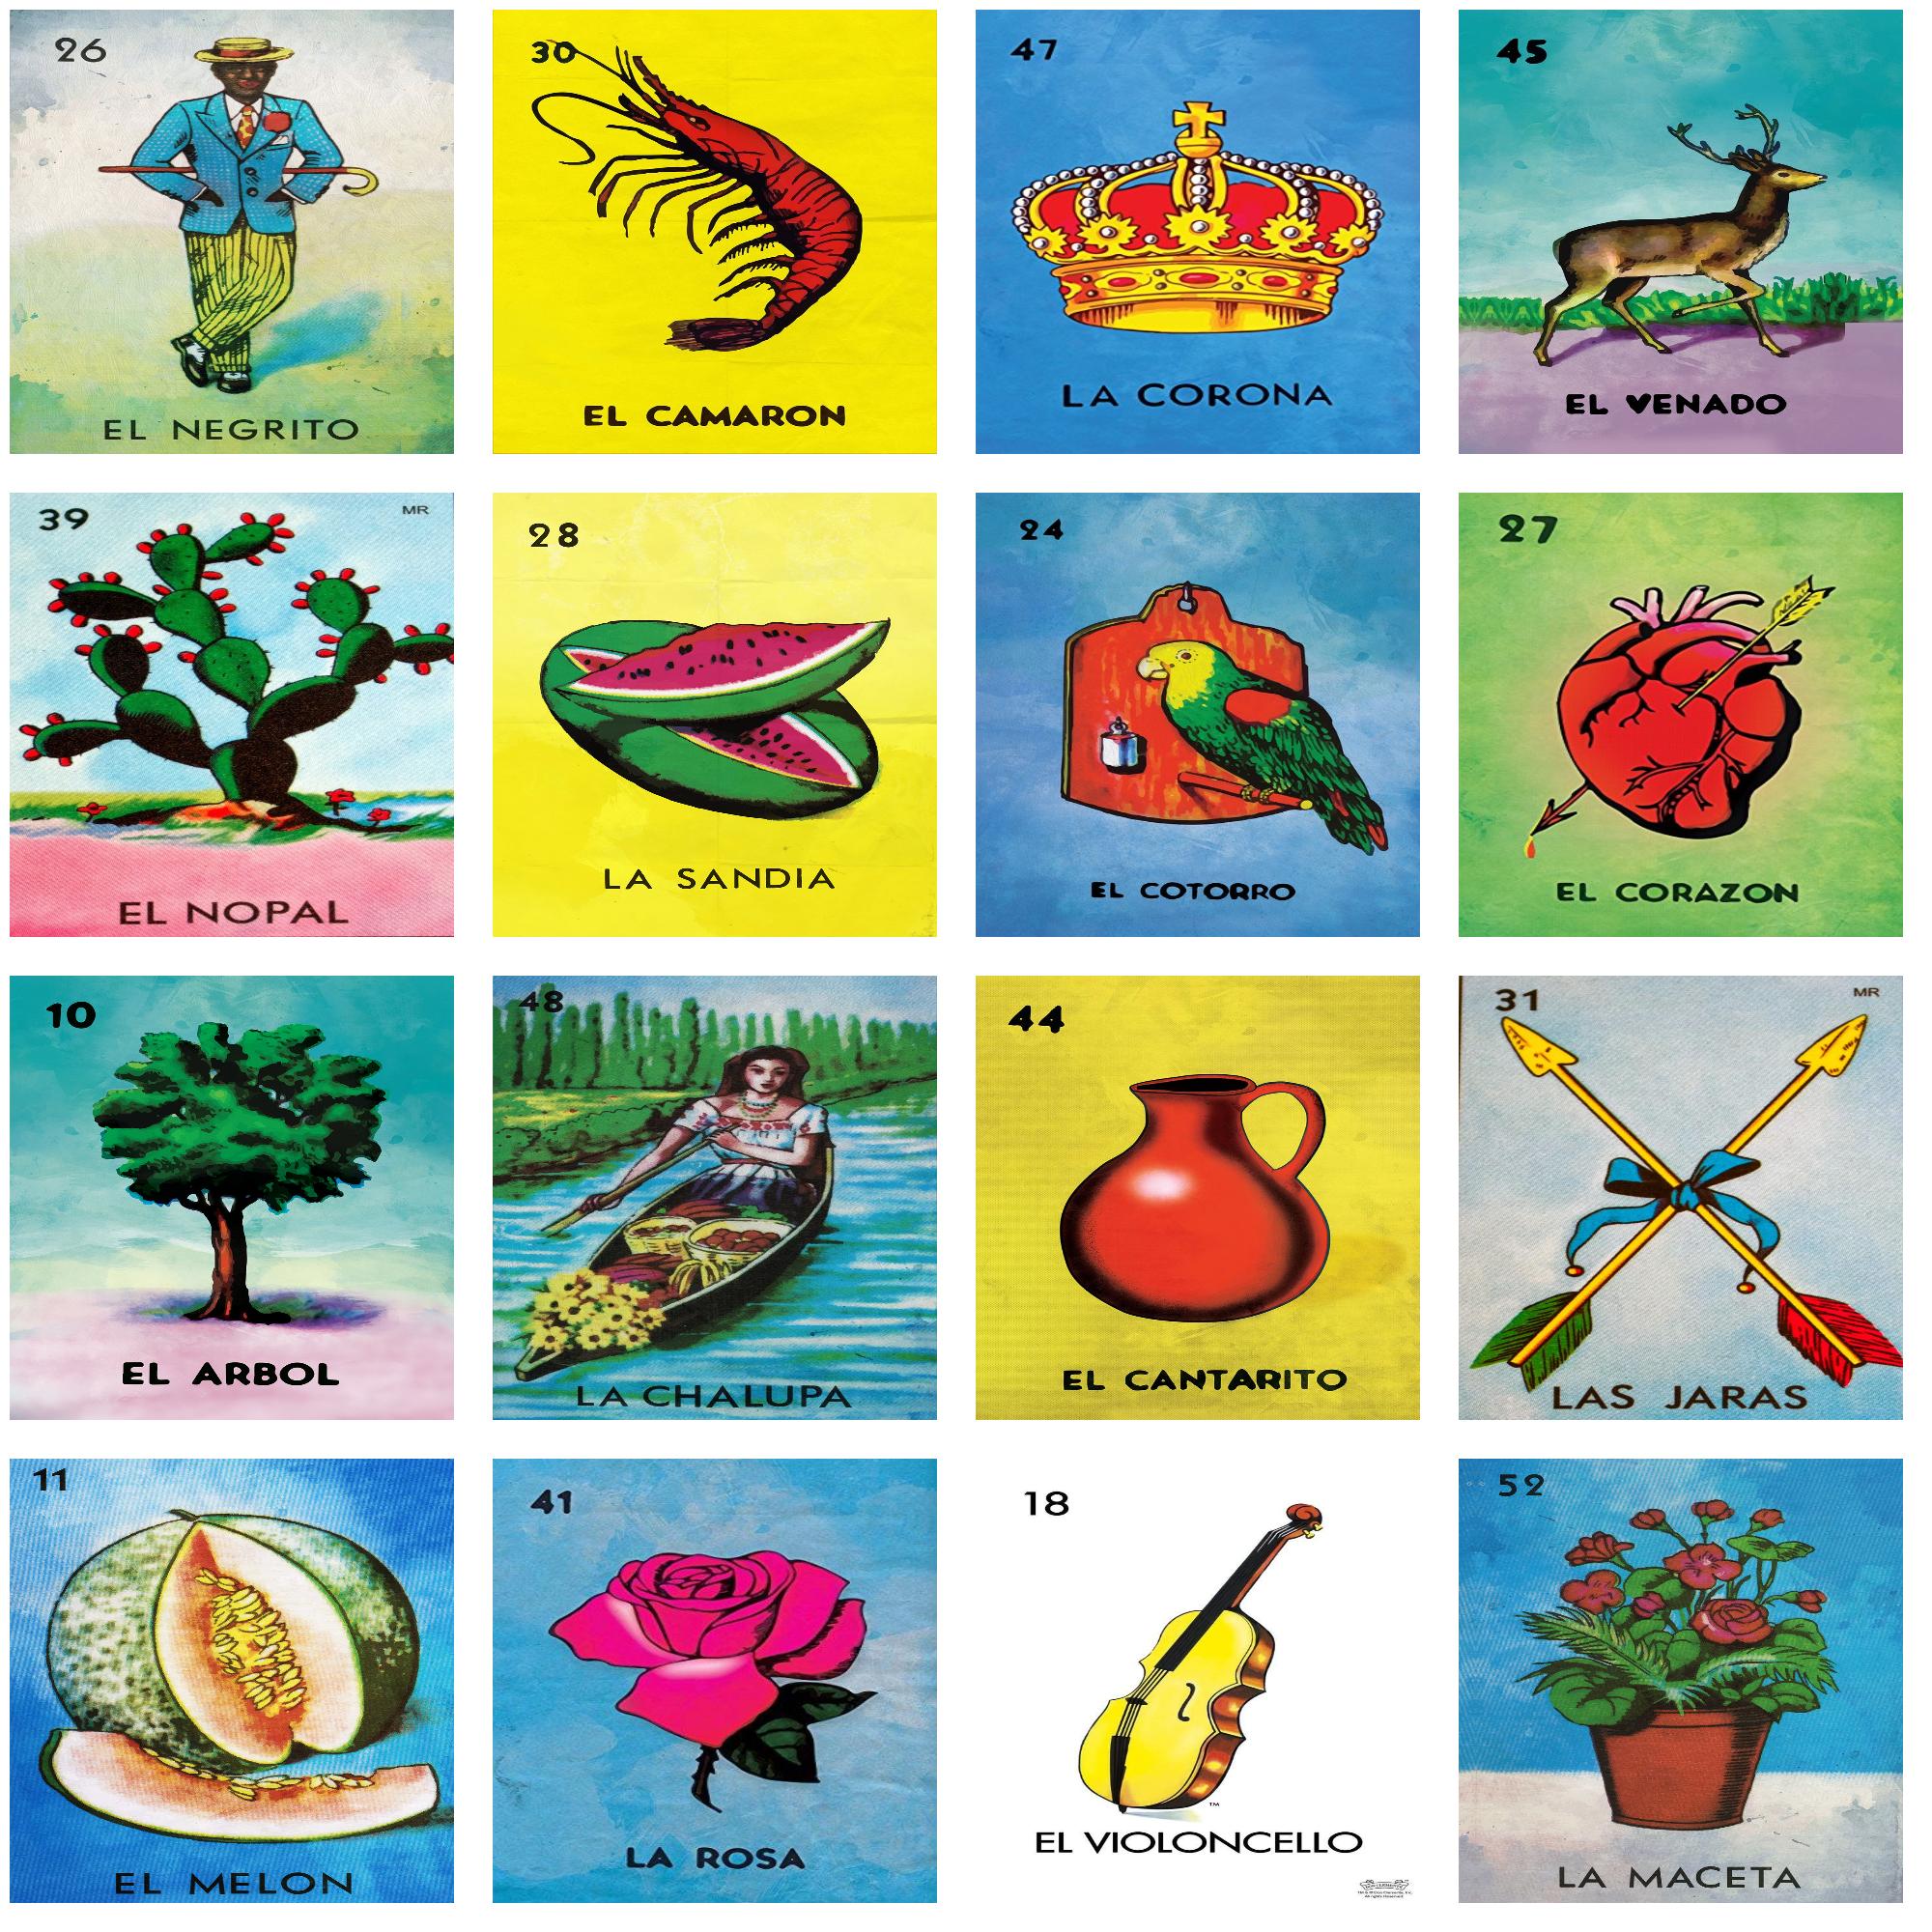 26
EL NEGRITO
30
EL CAMARON
47
LA CORONA
45
EL VENADO
39
MR
EL NOPAL
28
LA SANDIA
24
EL COTORRO
27
EL CORAZON
10
EL ARBOL
48
LA CHALUPA
44
EL CANTARITO
31
MR
LAS JARAS
11
EL MELON
41
LA ROSA
18
TM
EL VIOLONCELLO
52
LA MACETA